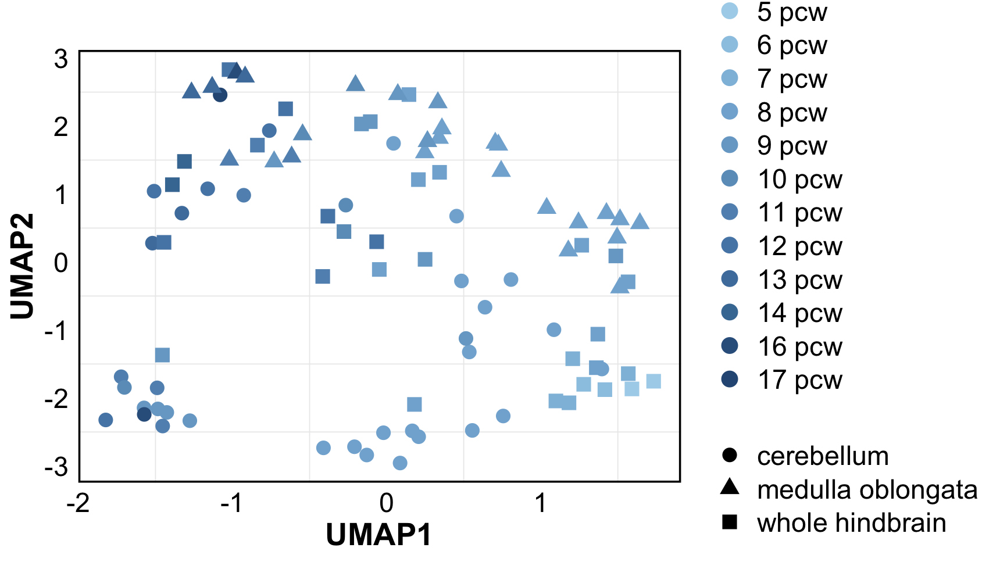 5 pcw
6 pcw
7 pcw
8 pcw
9 pcw
10 pcw
11 pcw
12 pcw
13 pcw
14 pcw
16 pcw
17 pcw
cerebellum
medulla oblongata
whole hindbrain
3
2
1
0
-1
-2
-3
UMAP2
-2 -1 0 1
UMAP1